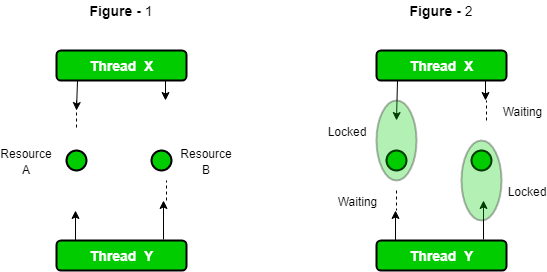 Figure - 1
Figure - 2
Thread X
Thread X
Waiting
Locked
Resource
A
Resource
B
Locked
Waiting
Thread Y
Thread Y